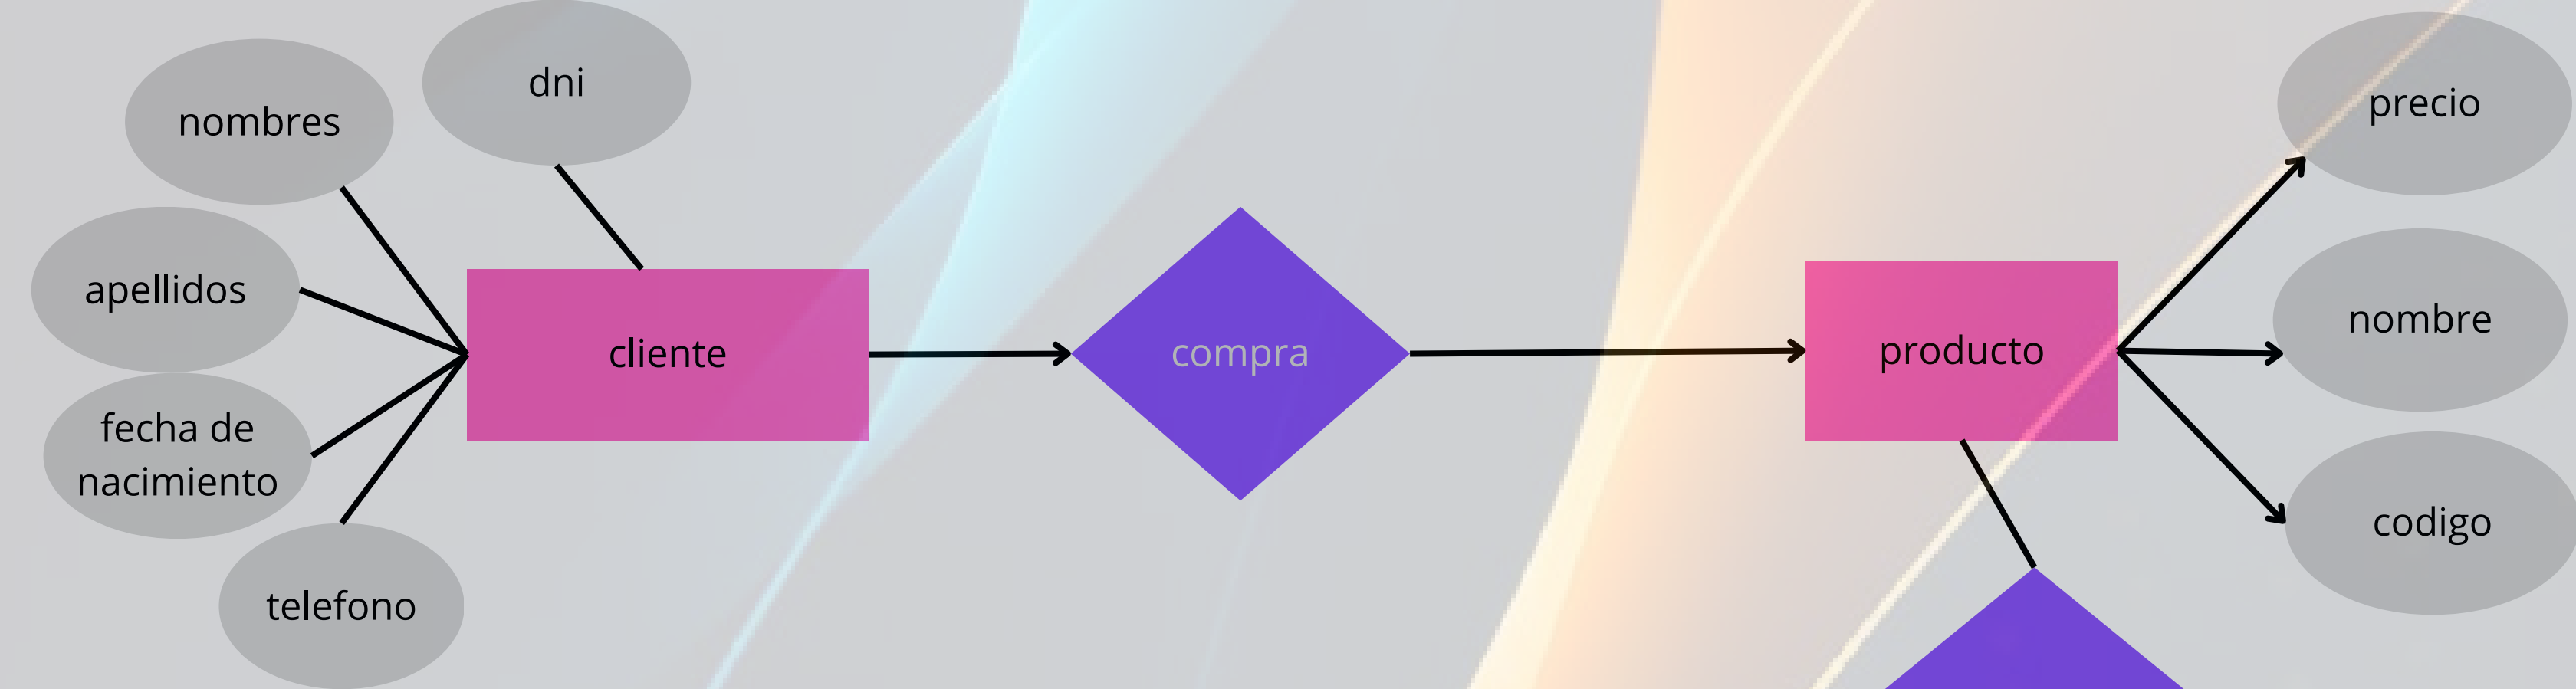 dni
nombres
apellidos
fecha de
nacimiento
telefono
cliente
compra
producto
precio
nombre
codigo